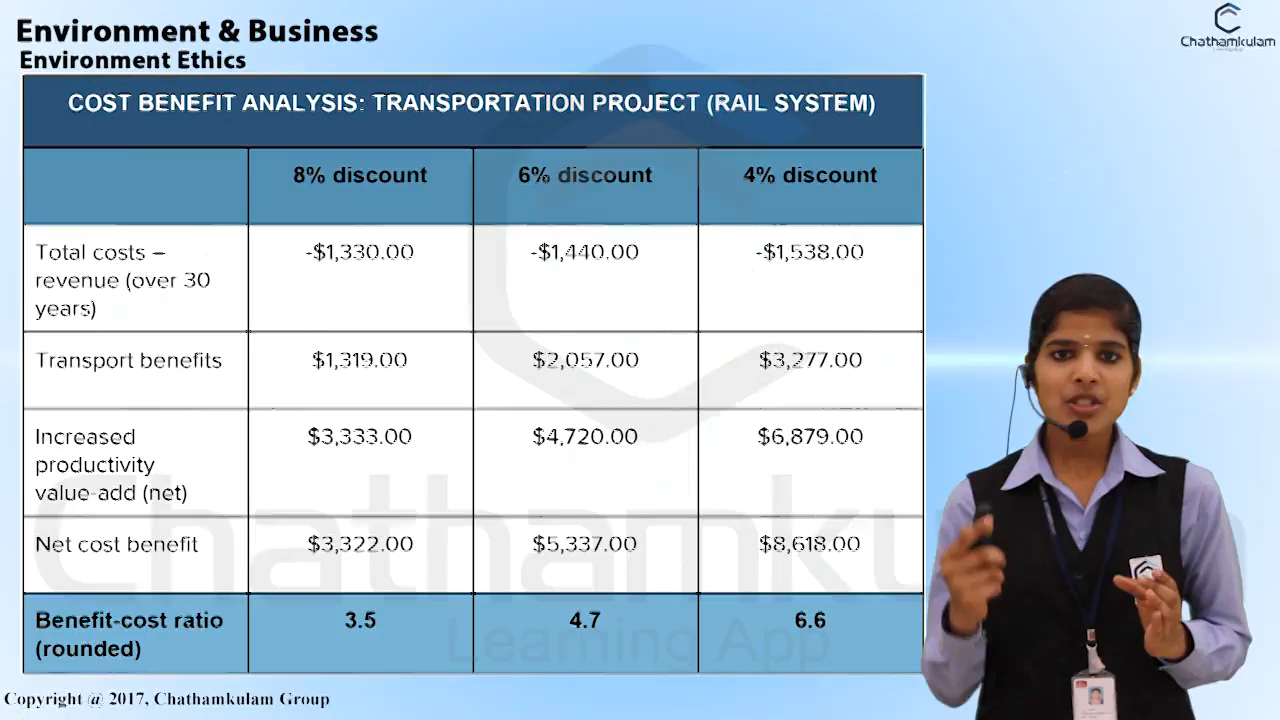 Environment & Business
Environment Ethics
Chathamkulam
COST BENEFIT ANALYSIS: TRANSPORTATION PROJECT (RAIL SYSTEM)
8% discount 6% discount 4% discount
Total costs –
revenue (over 30
years)
-$1,330.00 -$1,440.00 -$1,538.00
Transport benefits $1,319.00 $2,057.00 $3,277.00
Increased
productivity
value-add (net)
$3,333.00 $4,720.00 $6,879.00
Net cost benefit $3,322.00 $5,337.00 $8,618.00
Benefit-cost ratio
(rounded)
3.5 4.7 6.6
Chathamkulam
Learning App
Copyright @ 2017, Chathamkulam Group